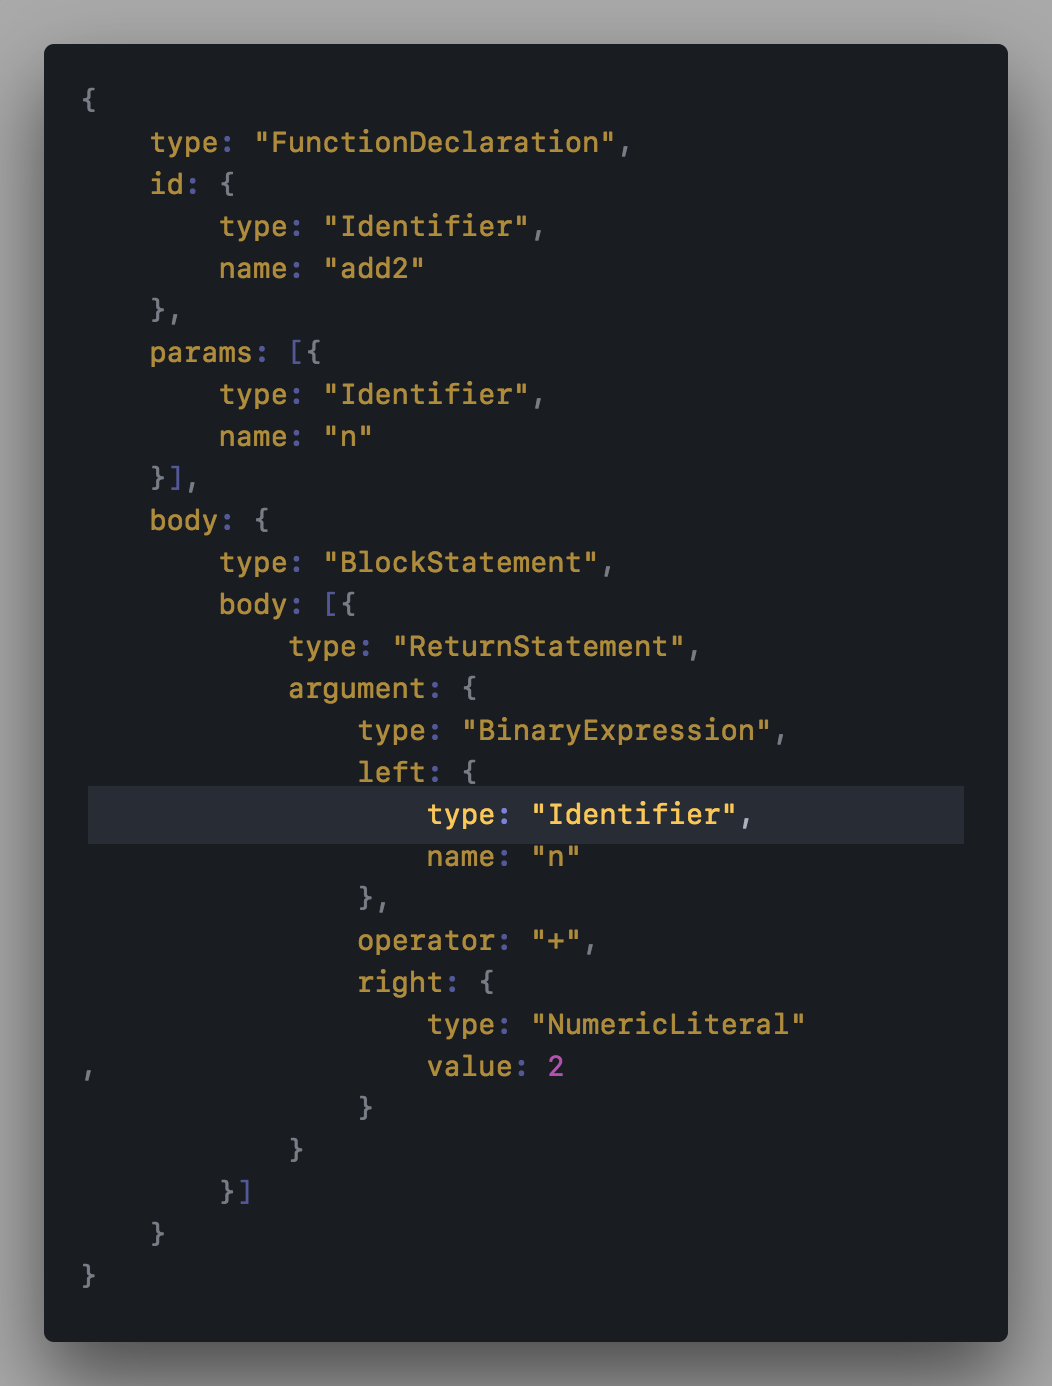 {
    type: "FunctionDeclaration",
    id: {
        type: "Identifier",
        name: "add2"
    },
    params: [{
        type: "Identifier",
        name: "n"
    }],
    body: {
        type: "BlockStatement",
        body: [{
            type: "ReturnStatement",
            argument: {
                type: "BinaryExpression",
                left: {
                    type: "Identifier",
                    name: "n"
                },
                operator: "+",
                right: {
                    type: "NumericLiteral"
,                   value: 2
                }
            }
        }]
    }
}